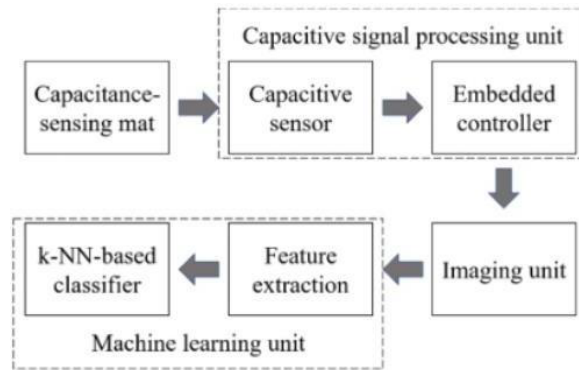 Capacitive signal processing unit
Capacitance-
sensing mat
Capacitive
sensor
Embedded
controller
k-NN-based
classifier
Feature
extraction
Imaging unit
Machine learning unit